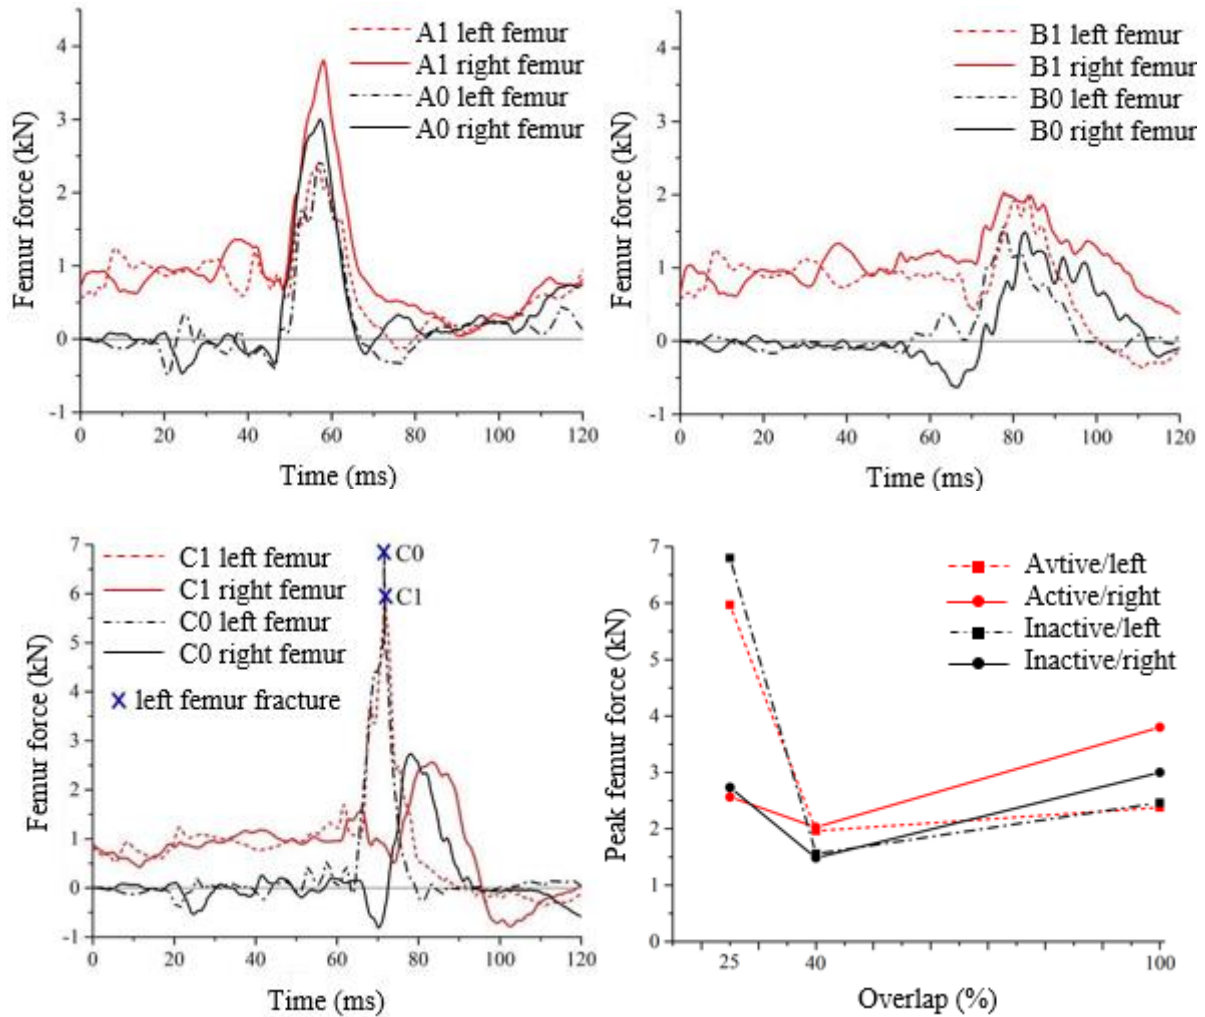 A1 left femur
A1 right femur
A0 left femur
A0 right femur
Femur force (kN)
4
3
2
1
0
-1
0 20 40 60 80 100 120
Time (ms)
B1 left femur
B1 right femur
B0 left femur
B0 right femur
Femur force (kN)
4
3
2
1
0
-1
0 20 40 60 80 100 120
Time (ms)
C1 left femur
C1 right femur
C0 left femur
C0 right femur
left femur fracture
C0
C1
Femur force (kN)
7
6
5
4
3
2
1
0
-1
0 20 40 60 80 100 120
Time (ms)
Avtive/left
Active/right
Inactive/left
Inactive/right
Peak femur force (kN)
7
6
5
4
3
2
1
0
25 40 100
Overlap (%)